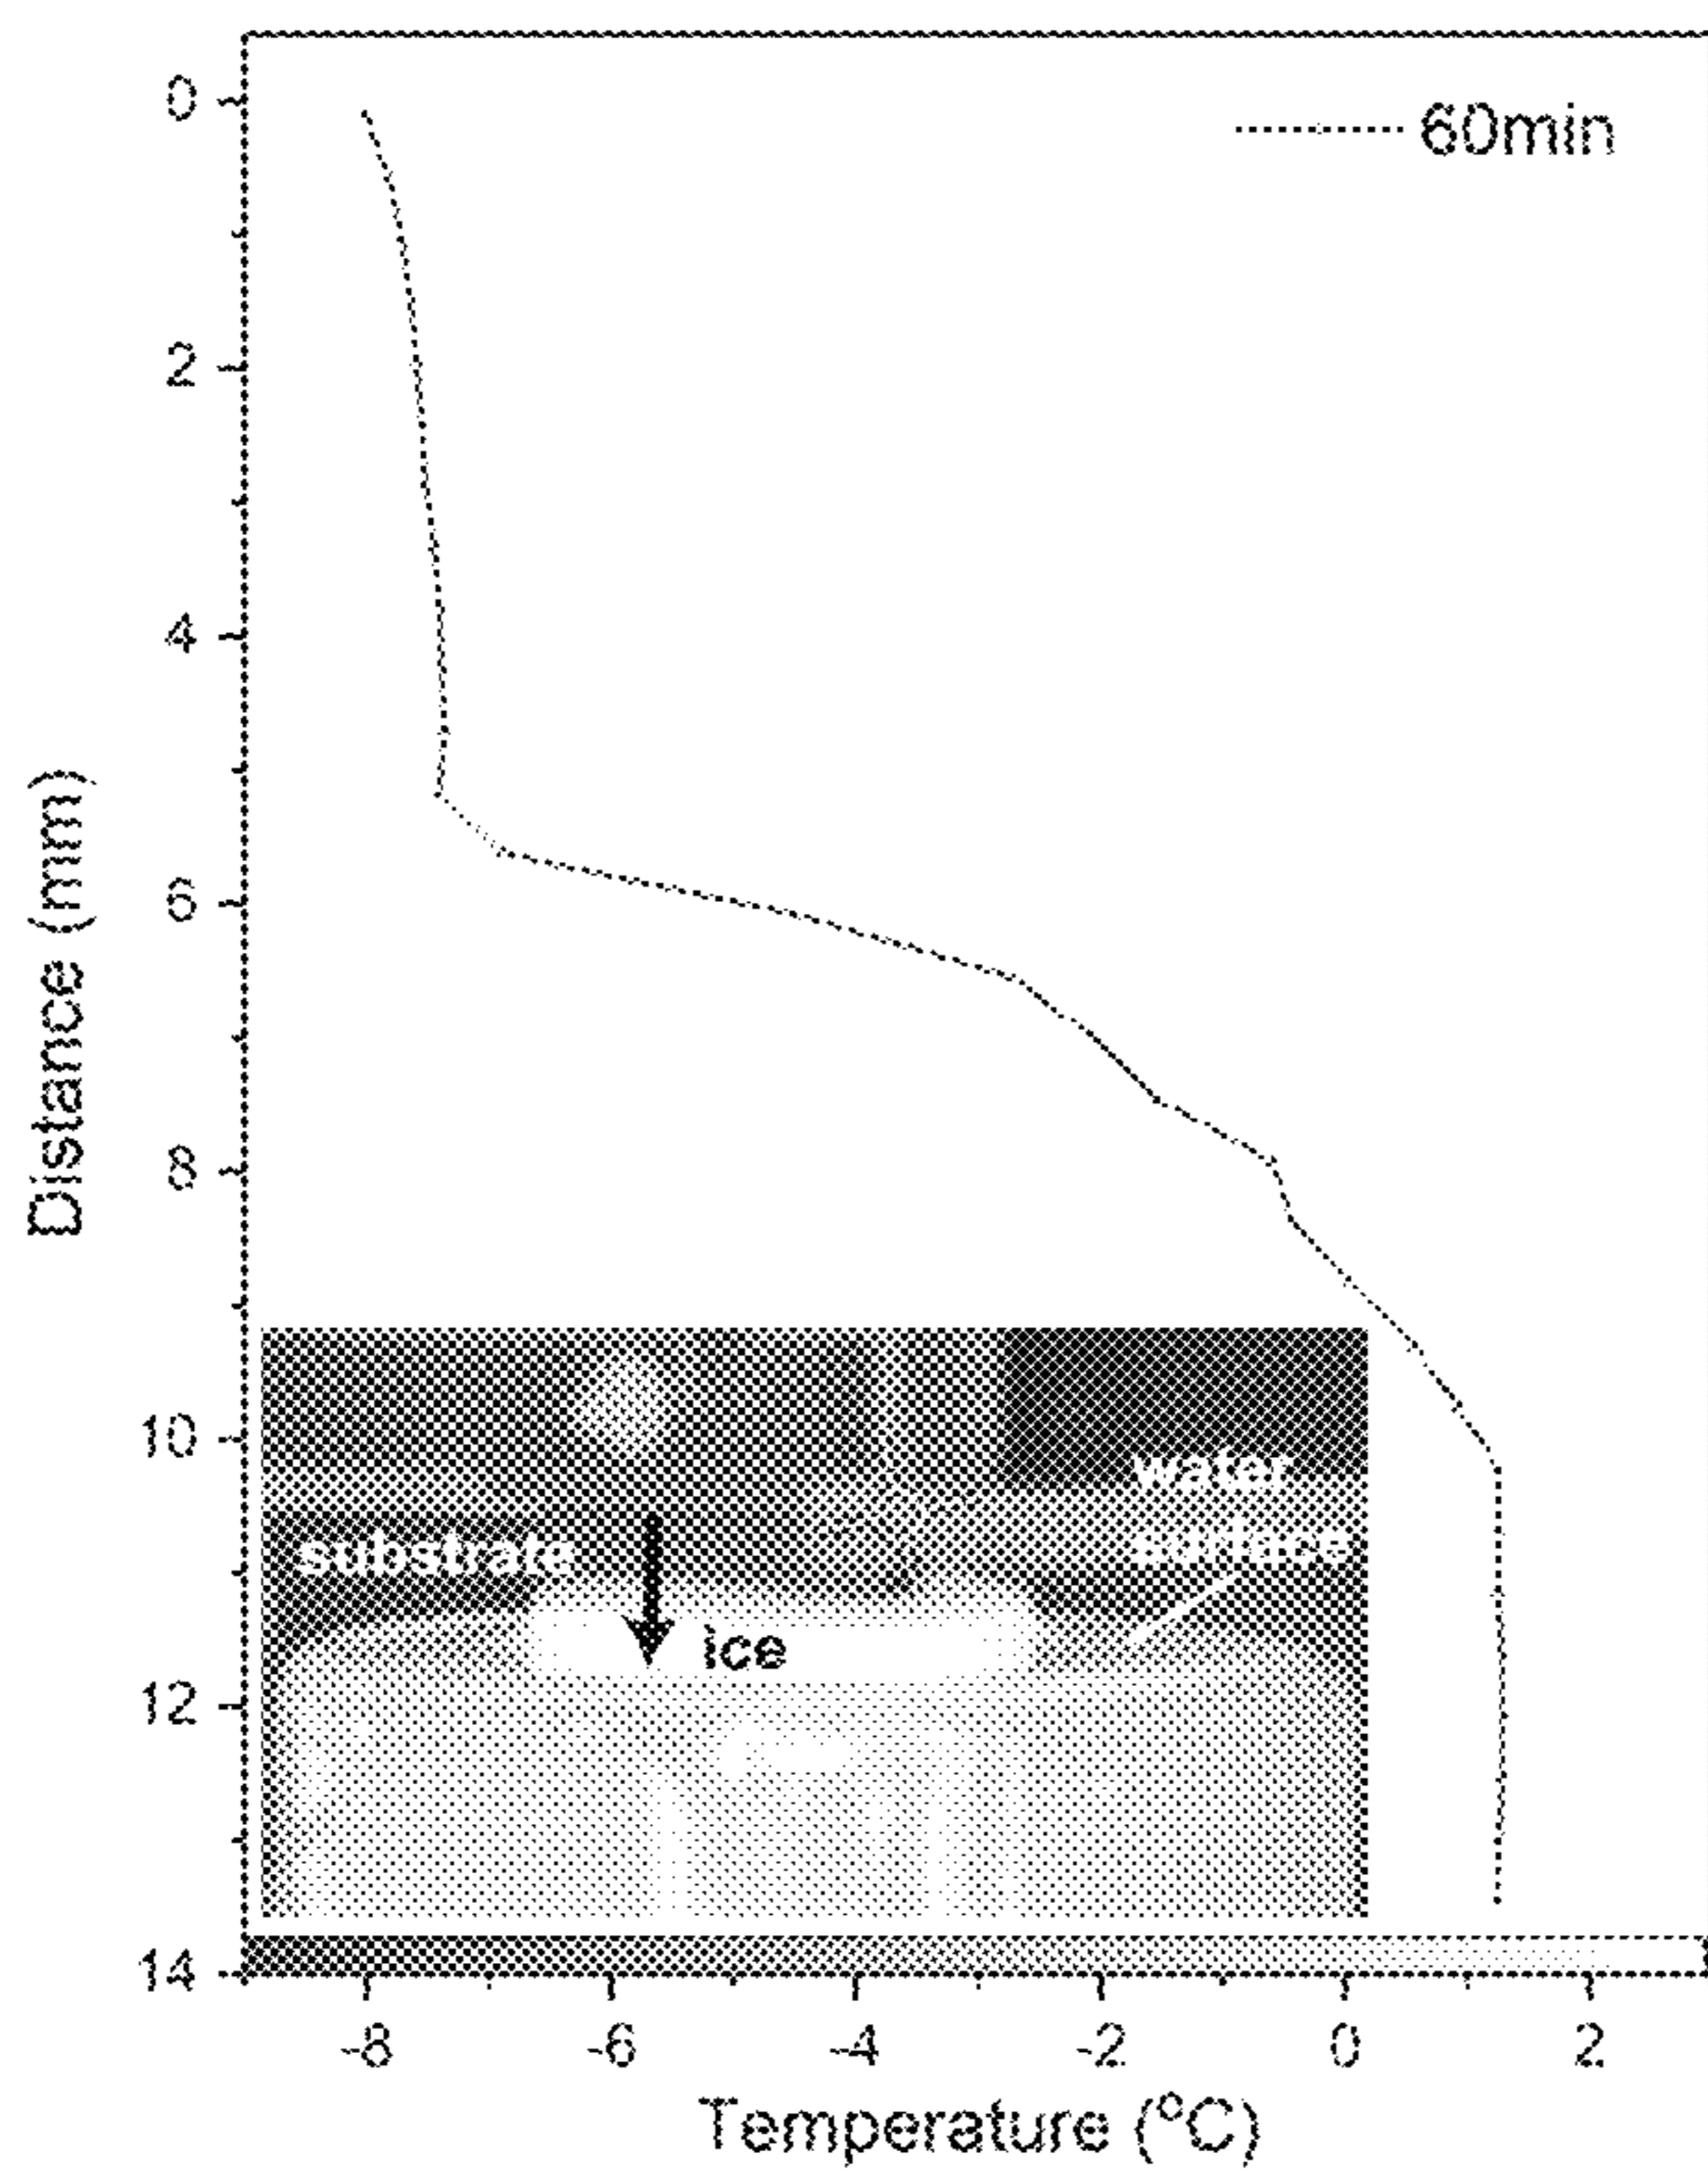 60min
0
2
4
6
8
10
12
14
Distance (mm)
water
surface
substrate
ice
-8
-6
-4
-2
0
2
Temperature (°C)